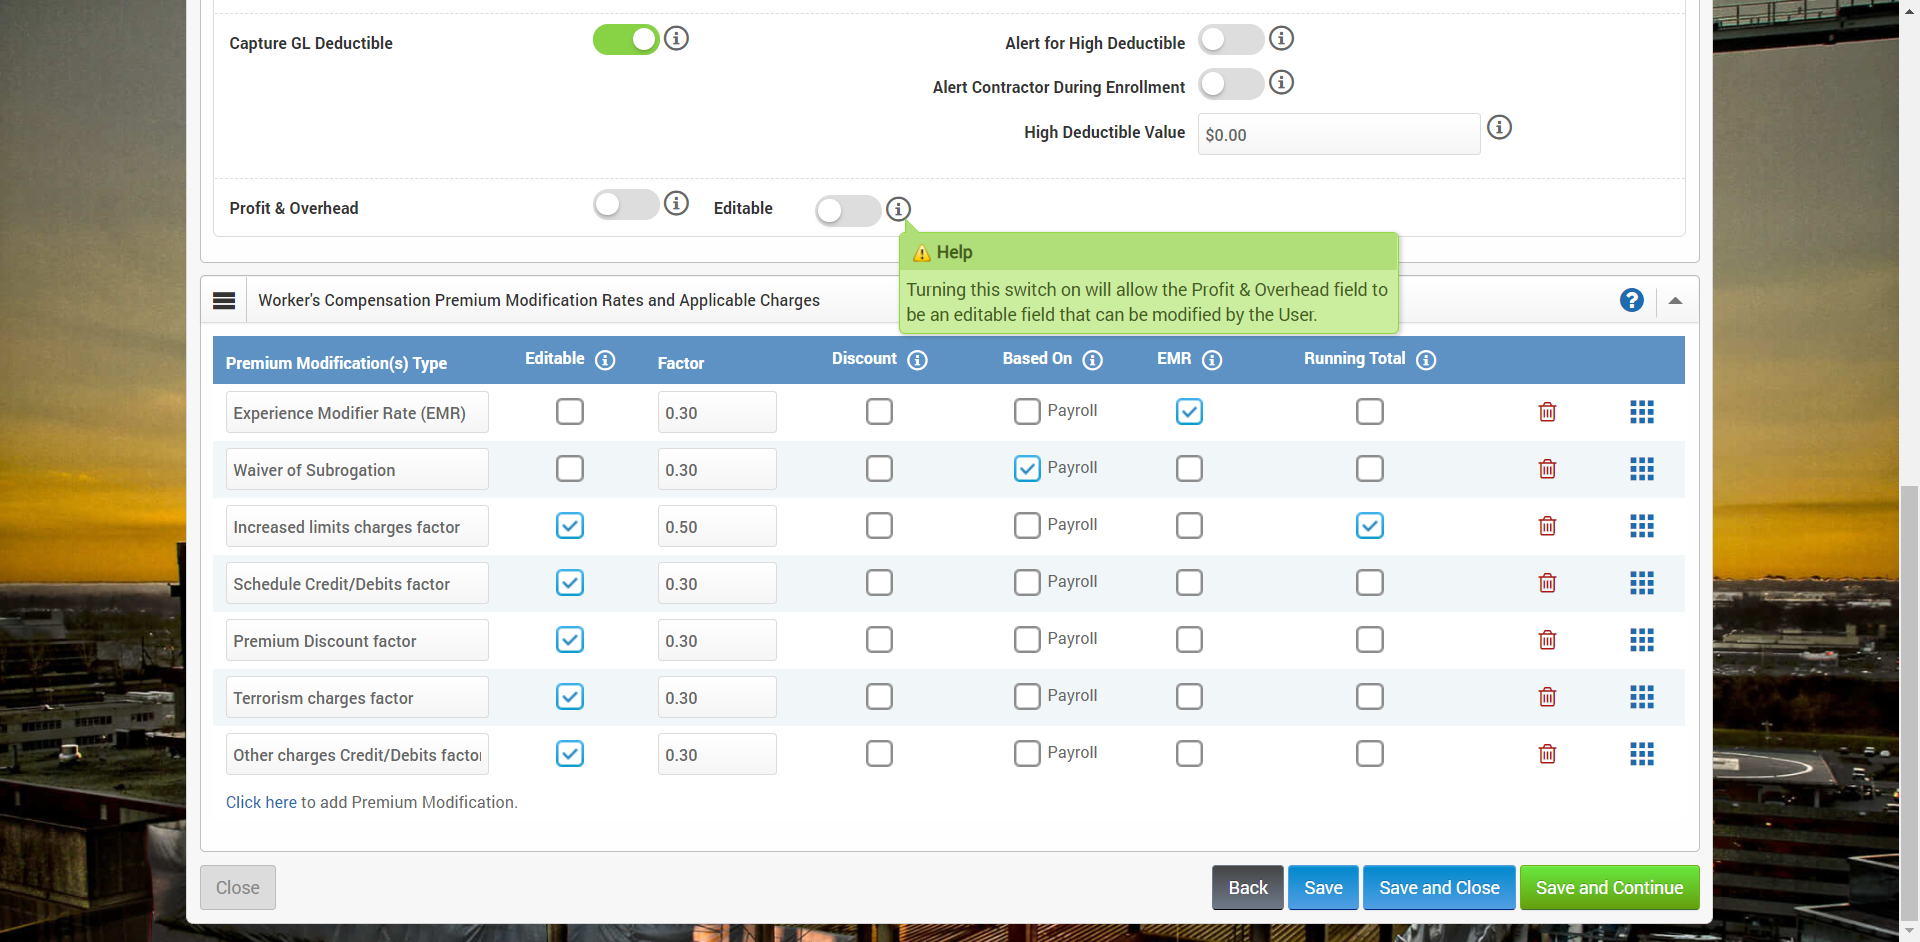 Capture GL Deductible
Alert for High Deductible
Alert Contractor During Enrollment
High Deductible Value
$0.00
Profit & Overhead
Editable
Help
Turning this switch on will allow the Profit & Overhead field to
be an editable field that can be modified by the User.
Worker's Compensation Premium Modification Rates and Applicable Charges
Premium Modification(s) Type Editable Factor Discount Based On EMR Running Total
Experience Modifier Rate (EMR) 0.30 Payroll
Waiver of Subrogation 0.30 Payroll
Increased limits charges factor 0.50 Payroll
Schedule Credit/Debits factor 0.30 Payroll
Premium Discount factor 0.30 Payroll
Terrorism charges factor 0.30 Payroll
Other charges Credit/Debits factor 0.30 Payroll
Click here to add Premium Modification.
Close Back Save Save and Close Save and Continue